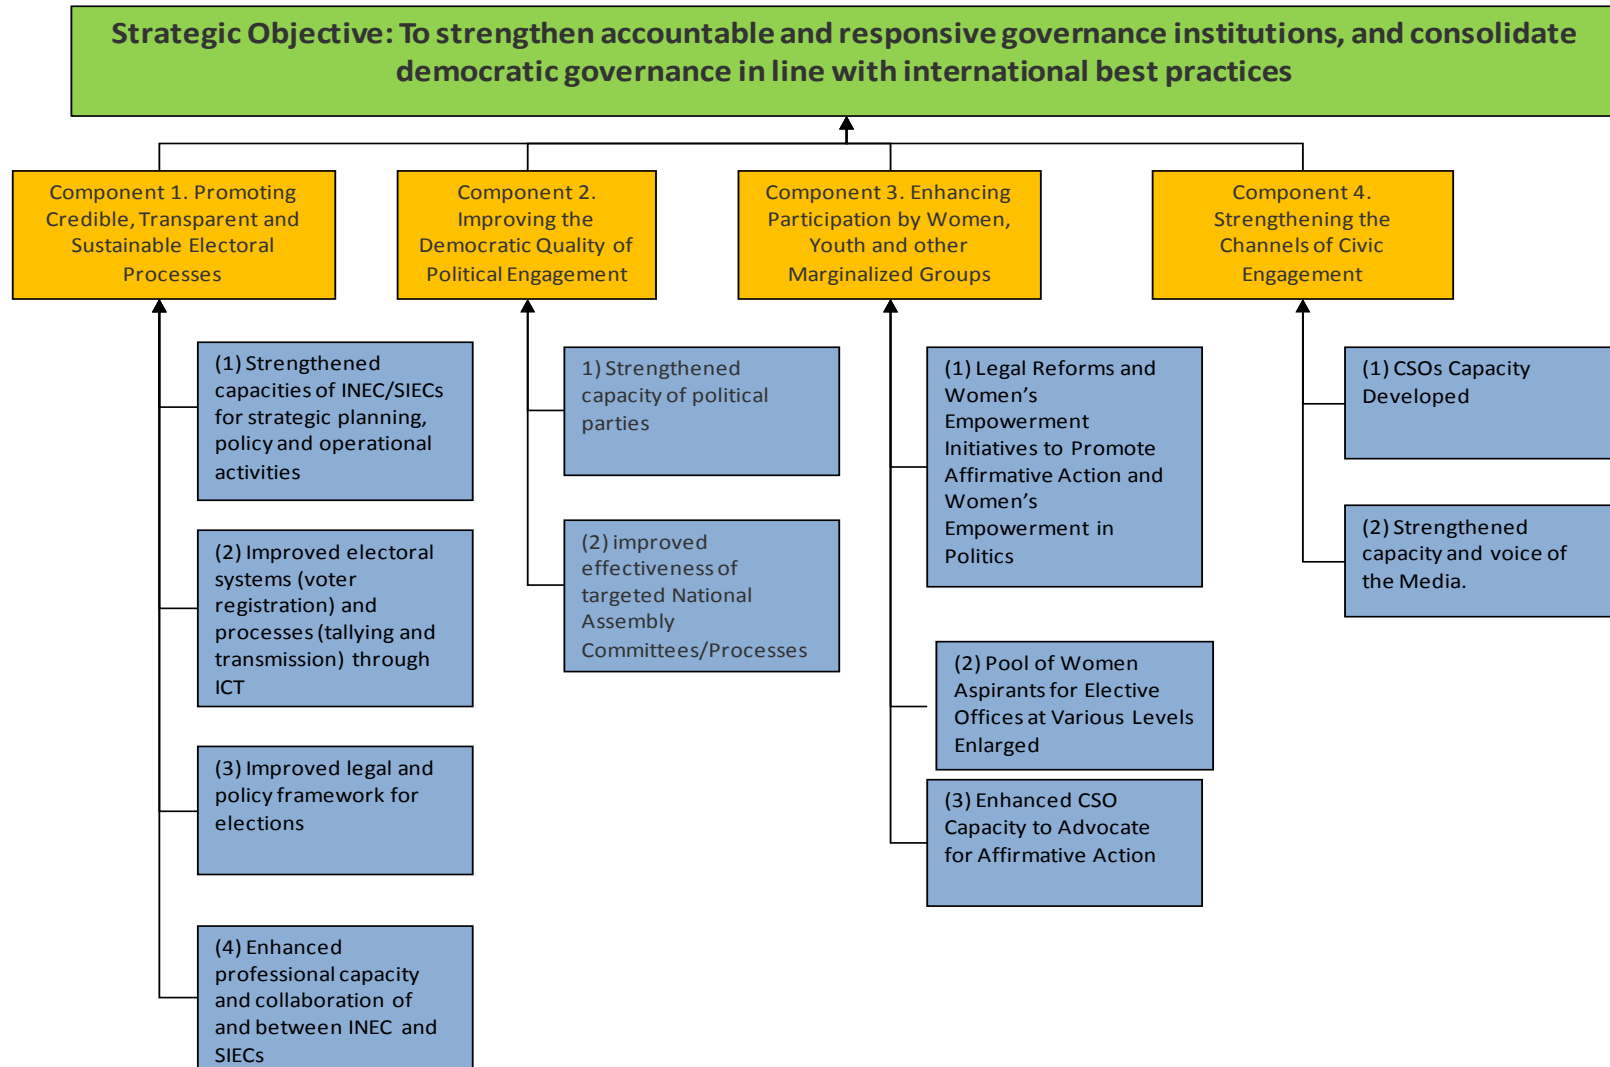 Strategic Objective: To strengthen accountable and responsive governance institutions, and consolidate
democratic governance in line with international best practices
Component 1. Promoting
Credible, Transparent and
Sustainable Electoral
Processes
Component 2.
Improving the
Democratic Quality of
Political Engagement
Component 3. Enhancing
Participation by Women,
Youth and other
Marginalized Groups
Component 4.
Strengthening the
Channels of Civic
Engagement
(1) Strengthened
capacities of INEC/SIECs
for strategic planning,
policy and operational
activities
(2) Improved electoral
systems (voter
registration) and
processes (tallying and
transmission) through
ICT
(3) Improved legal and
policy framework for
elections
(4) Enhanced
professional capacity
and collaboration of
and between INEC and
SIECs
1) Strengthened
capacity of political
parties
(2) improved
effectiveness of
targeted National
Assembly
Committees/Processes
(1) Legal Reforms and
Women’s
Empowerment
Initiatives to Promote
Affirmative Action and
Women’s
Empowerment in
Politics
(2) Pool of Women
Aspirants for Elective
Offices at Various Levels
Enlarged
(3) Enhanced CSO
Capacity to Advocate
for Affirmative Action
(1) CSOs Capacity
Developed
(2) Strengthened
capacity and voice of
the Media.